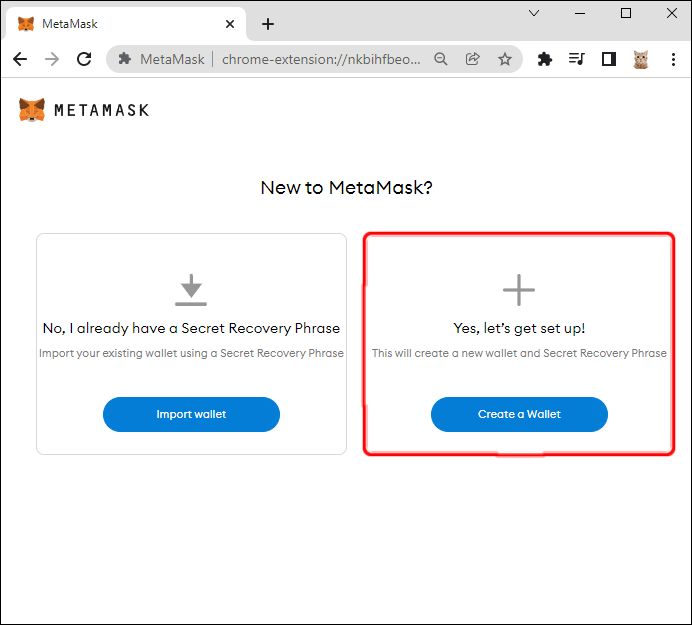 MetaMask
MetaMask | chrome-extension://nkbihfbeo...
METAMASK
New to MetaMask?
No, I already have a Secret Recovery Phrase
Import your existing wallet using a Secret Recovery Phrase
Import wallet
Yes, let’s get set up!
This will create a new wallet and Secret Recovery Phrase
Create a Wallet